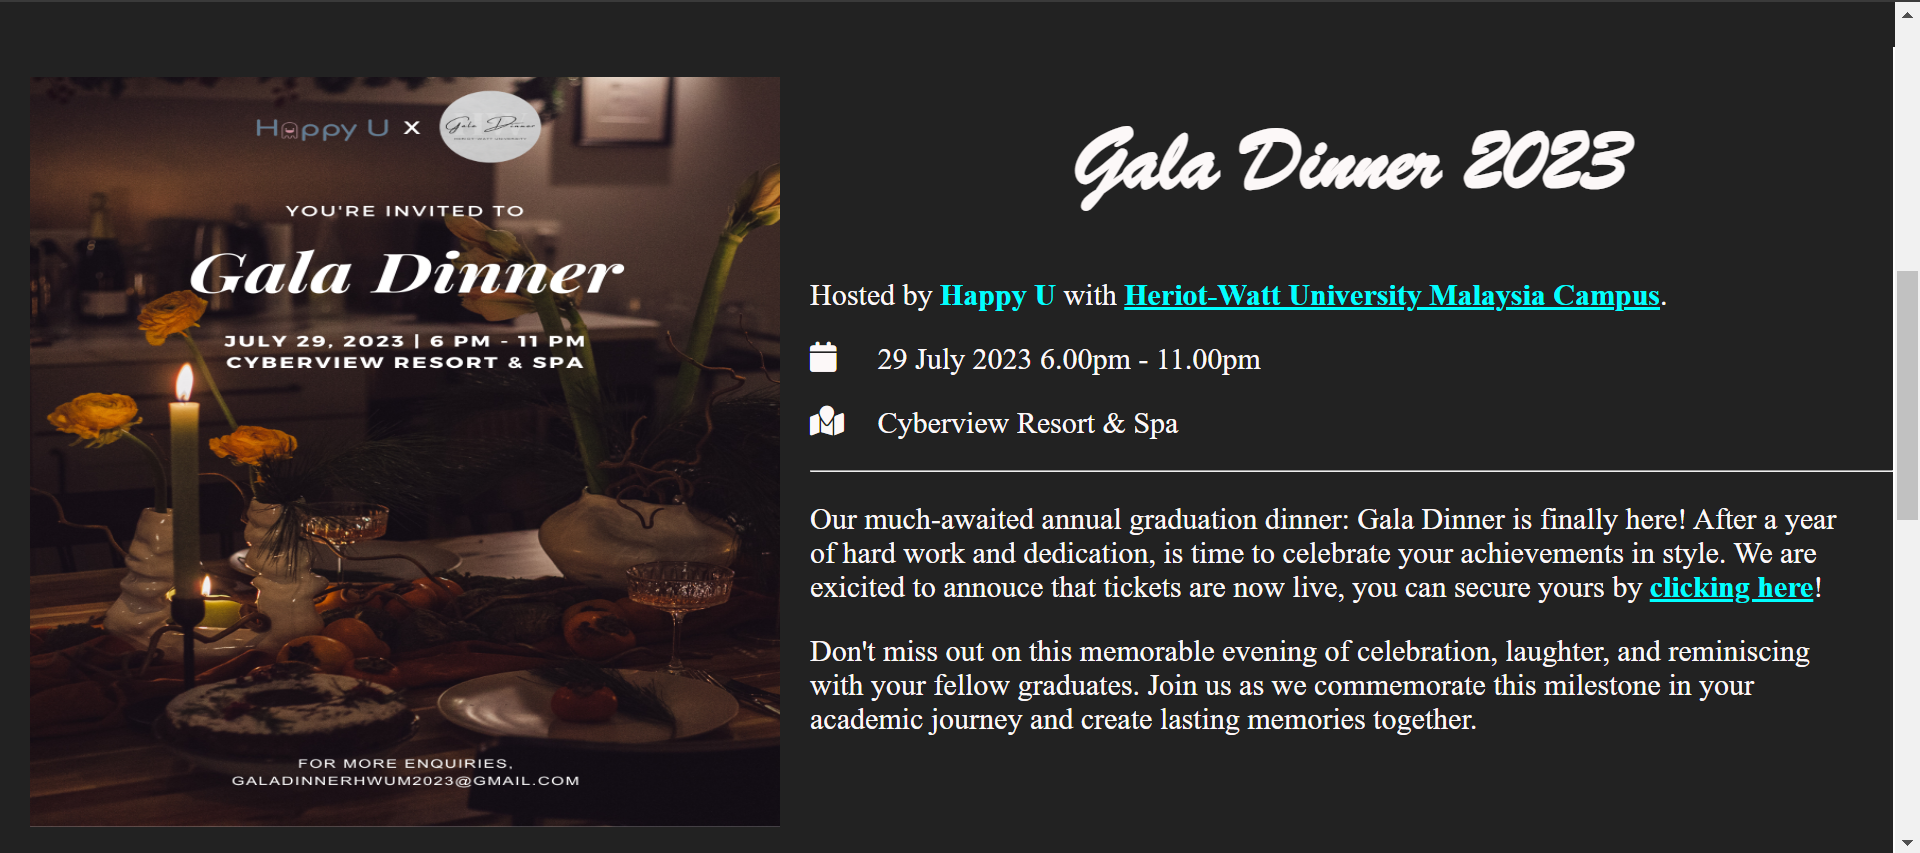 Happy U X Gala Dinner
YOU'RE INVITED TO
Gala Dinner
JULY 29, 2023 | 6 PM - 11 PM
CYBERVIEW RESORT & SPA
FOR MORE ENQUIRIES,
GALADINNERHWUM2023@GMAIL.COM
Gala Dinner 2023
Hosted by Happy U with Heriot-Watt University Malaysia Campus.
29 July 2023 6.00pm - 11.00pm
Cyberview Resort & Spa
Our much-awaited annual graduation dinner: Gala Dinner is finally here! After a year
of hard work and dedication, is time to celebrate your achievements in style. We are
exicited to annouce that tickets are now live, you can secure yours by clicking here!
Don't miss out on this memorable evening of celebration, laughter, and reminiscing
with your fellow graduates. Join us as we commemorate this milestone in your
academic journey and create lasting memories together.